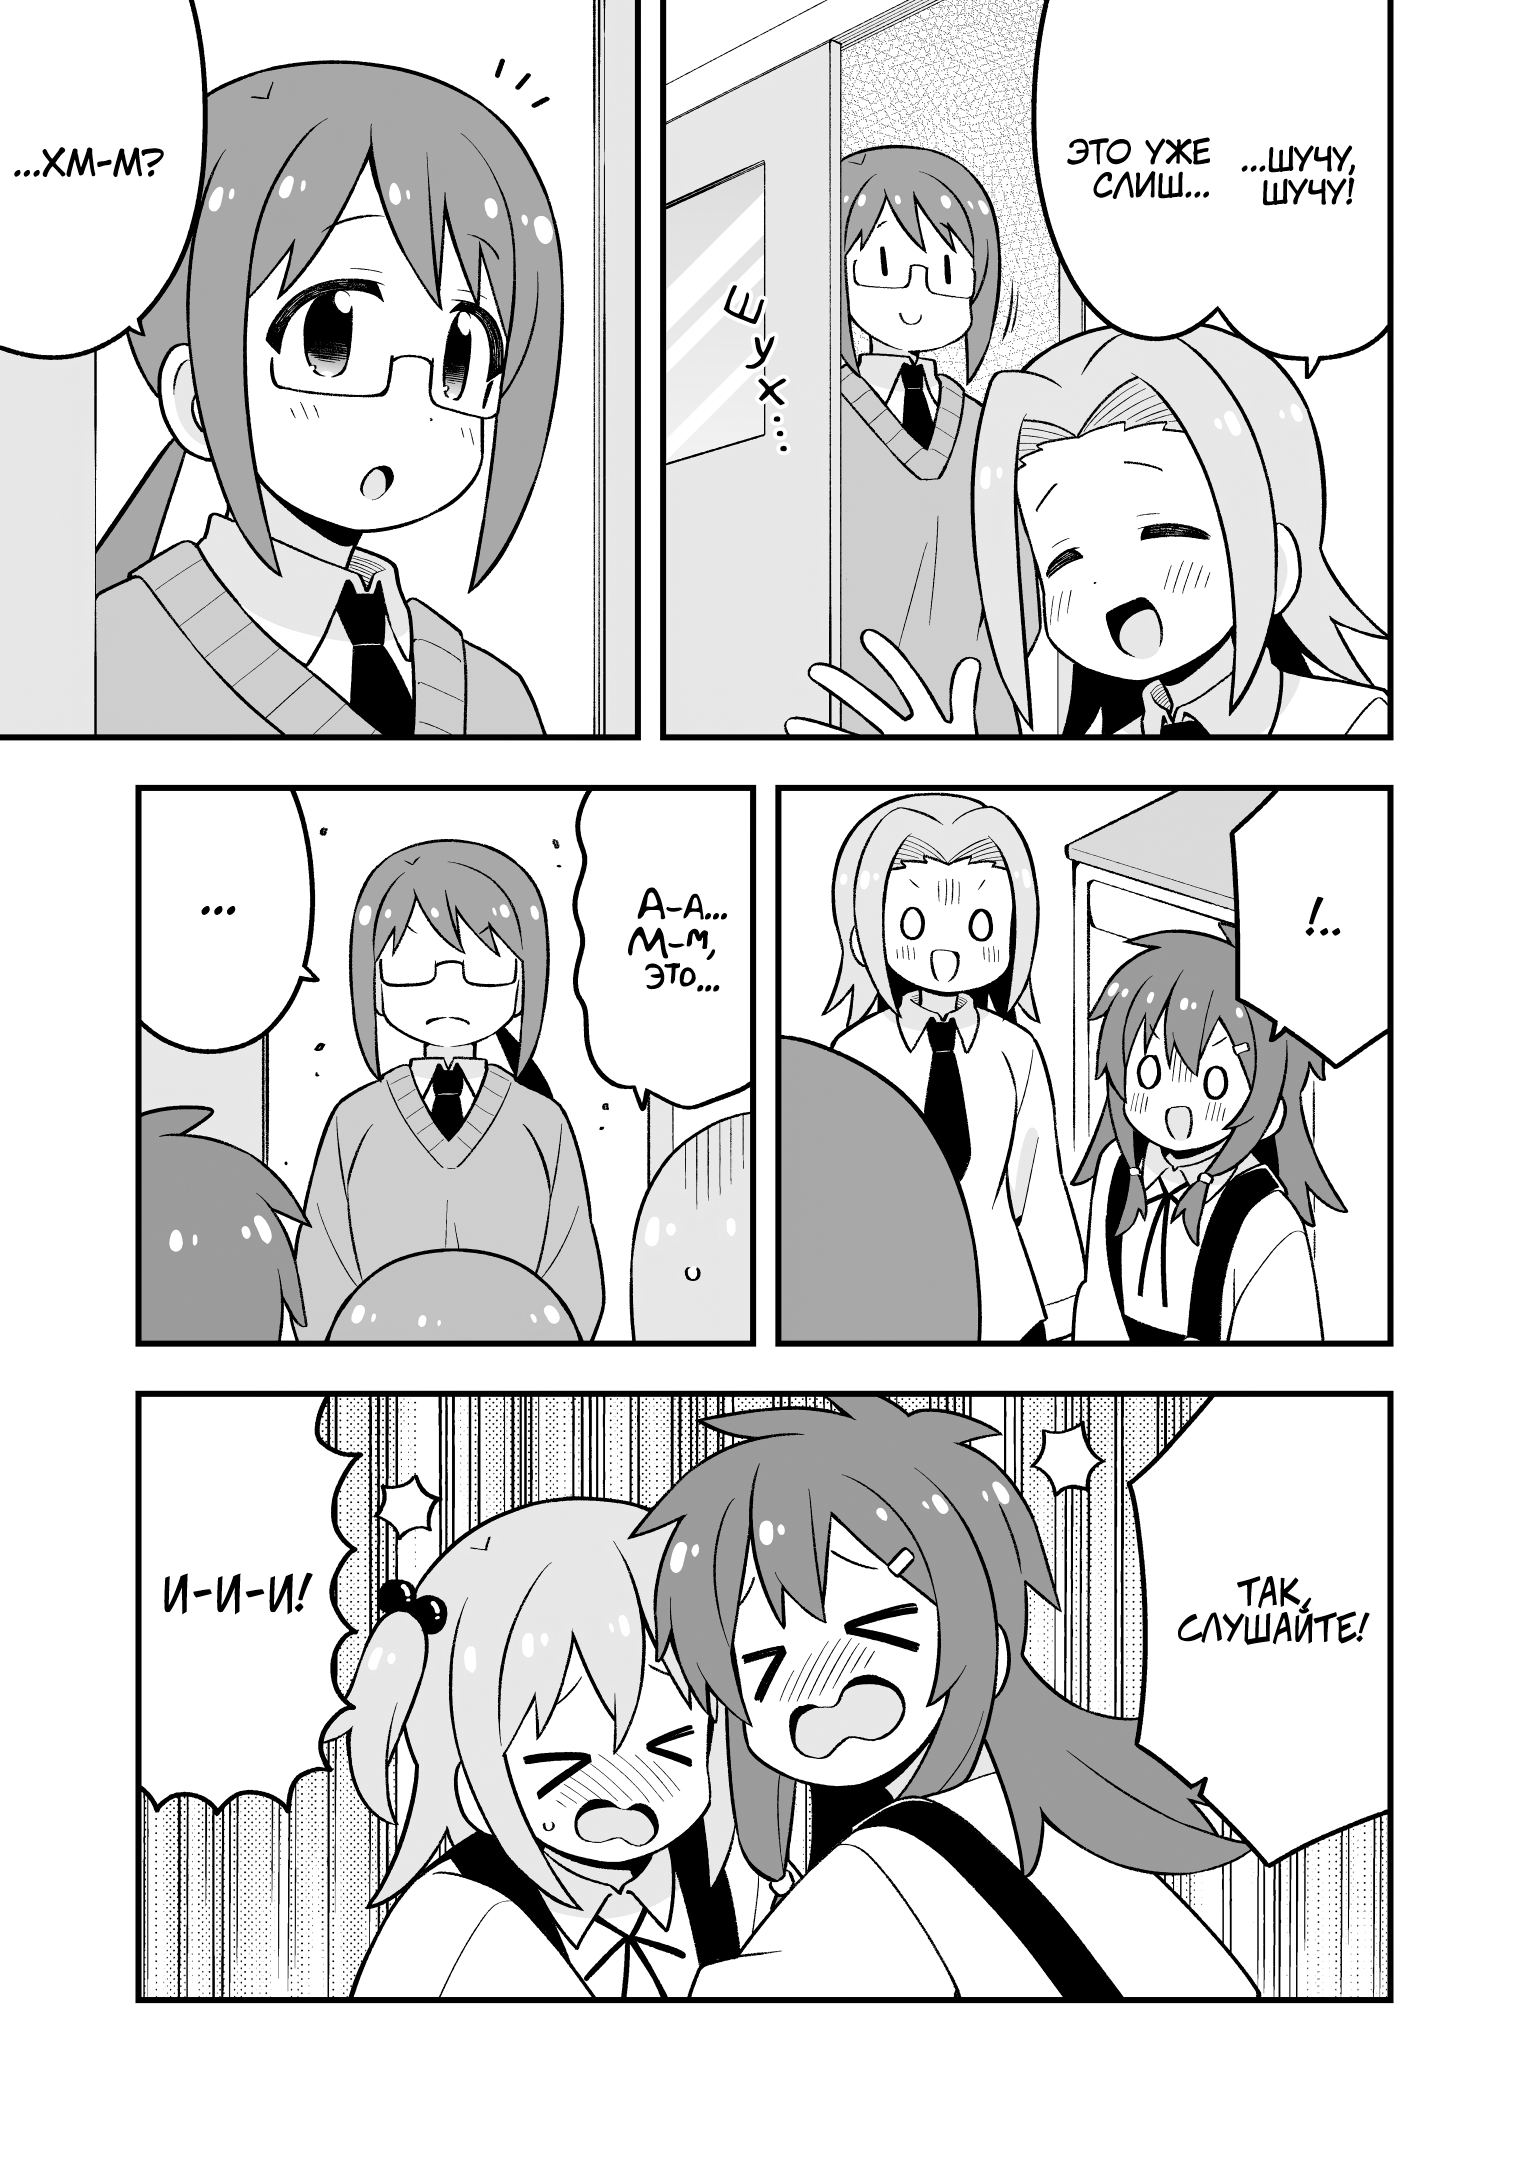 ...ШУЧУ,
ШУЧУ!
ЭТО УЖЕ
СЛИШ...
Шух...
...ХМ-М?
!..
А-А...
М-М,
ЭТО...
...
ТАК,
СЛУШАЙТЕ!
И-И-И!